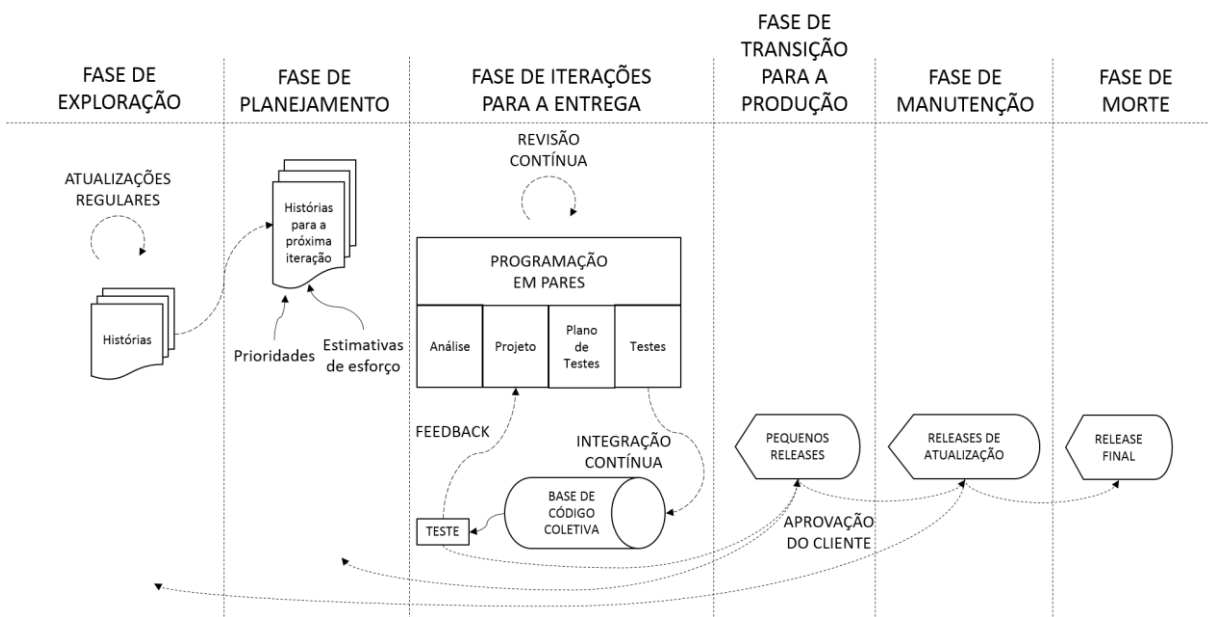 FASE DE
EXPLORAÇÃO
FASE DE
PLANEJAMENTO
FASE DE ITERAÇÕES
PARA A ENTREGA
FASE DE
TRANSIÇÃO
PARA A
PRODUÇÃO
FASE DE
MANUTENÇÃO
FASE DE
MORTE
ATUALIZAÇÕES
REGULARES
Histórias
Histórias
para a
próxima
iteração
Prioridades
Estimativas
de esforço
REVISÃO
CONTÍNUA
PROGRAMAÇÃO
EM PARES
Análise
Projeto
Plano
de
Testes
Testes
FEEDBACK
INTEGRAÇÃO
CONTÍNUA
BASE DE
CÓDIGO
COLETIVA
TESTE
PEQUENOS
RELEASES
RELEASES DE
ATUALIZAÇÃO
RELEASE
FINAL
APROVAÇÃO
DO CLIENTE